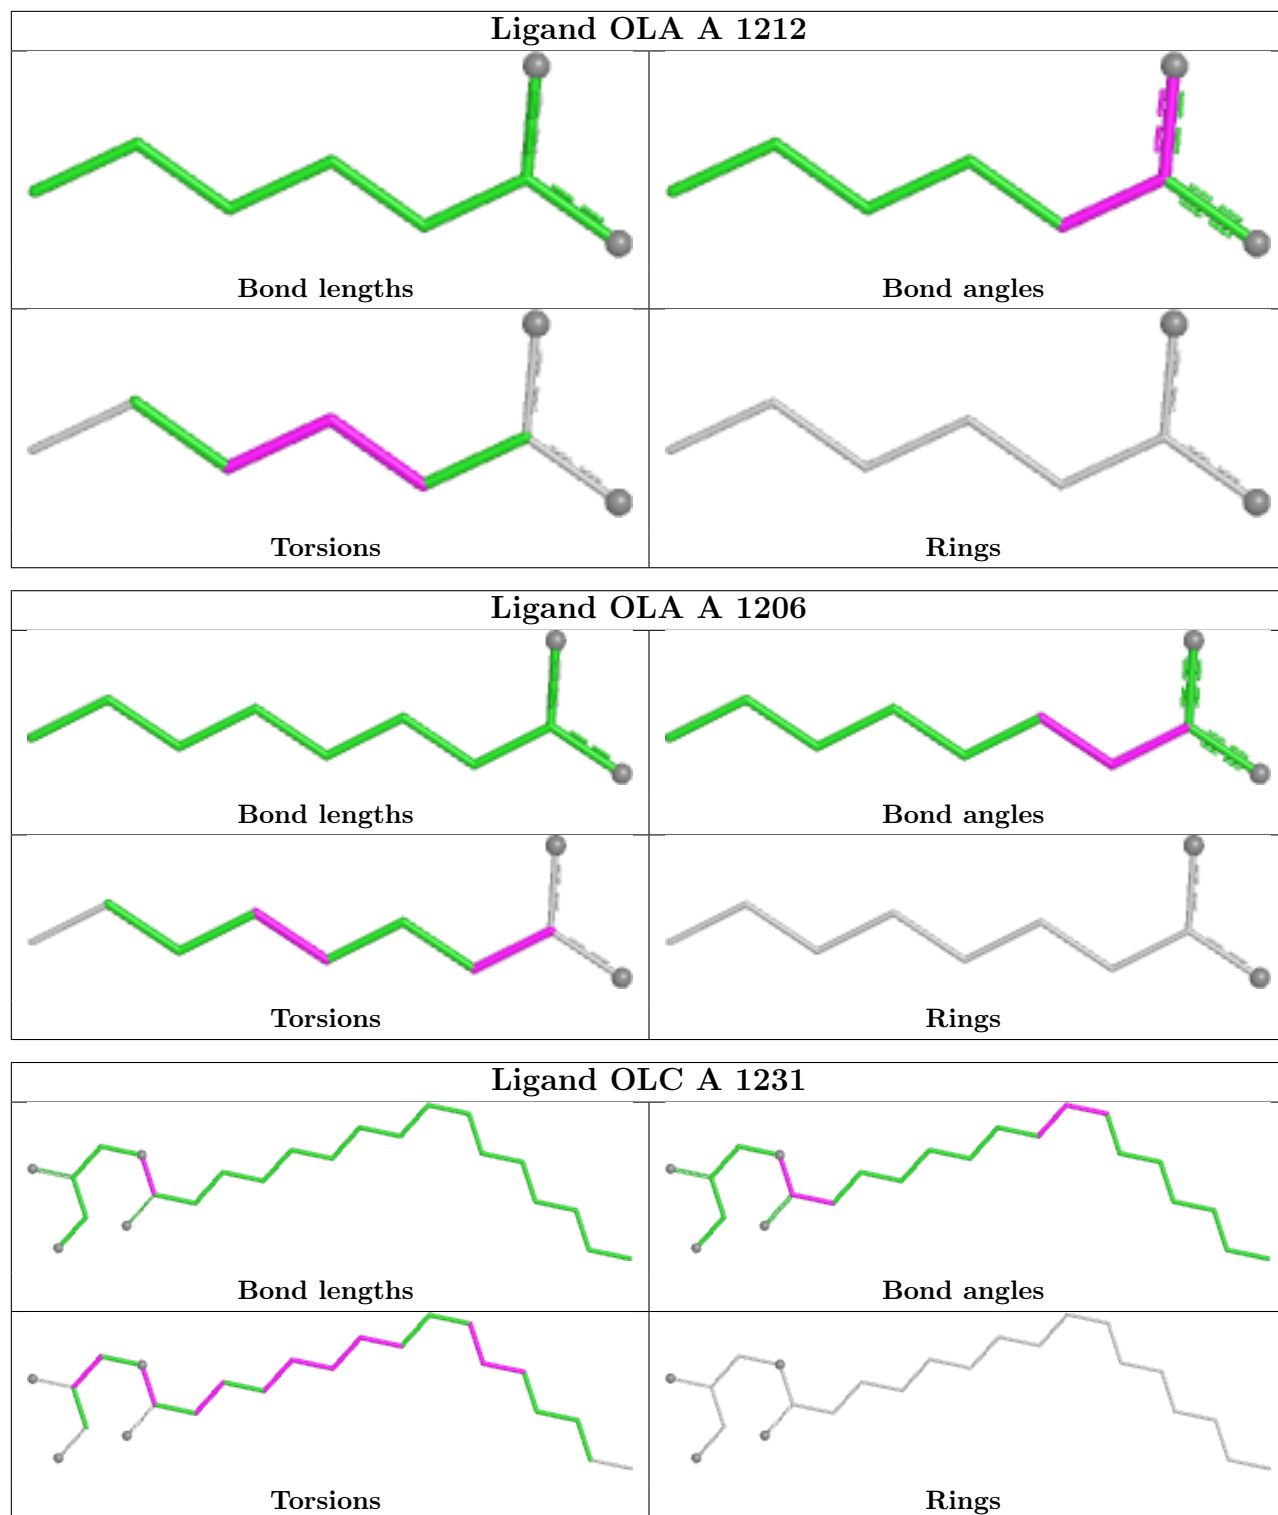 Ligand OLA A 1212
Bond lengths
Bond angles
Torsions
Rings
Ligand OLA A 1206
Bond lengths
Bond angles
Torsions
Rings
Ligand OLC A 1231
Bond lengths
Bond angles
Torsions
Rings